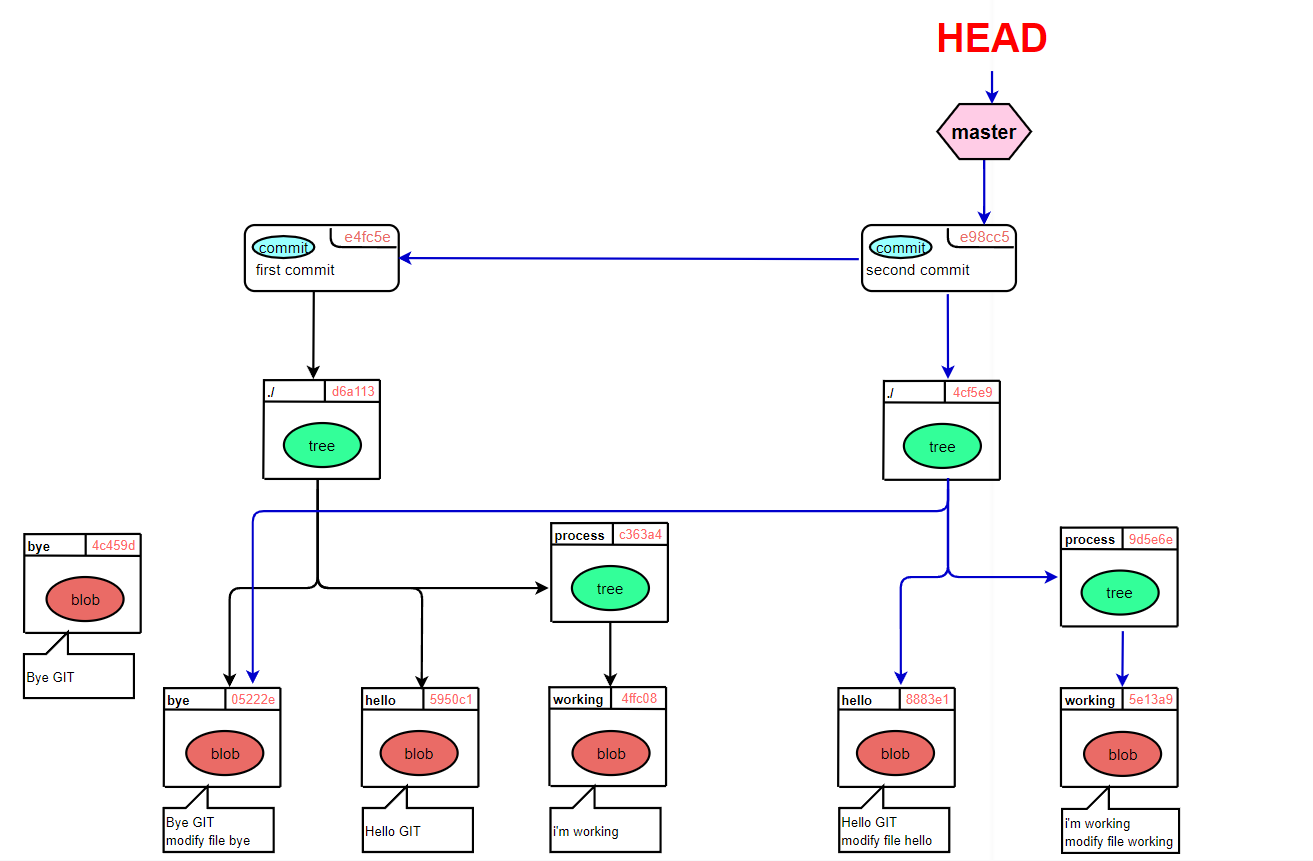 HEAD
master
commit e4fc5e
first commit
commit e98cc5
second commit
./ d6a113
tree
./ 4cf5e9
tree
bye 4c459d
blob
Bye GIT
process c363a4
tree
process 9d5e6e
tree
bye 05222e
blob
Bye GIT
modify file bye
hello 5950c1
blob
Hello GIT
working 4ffc08
blob
i'm working
hello 8883e1
blob
Hello GIT
modify file hello
working 5e13a9
blob
i'm working
modify file working